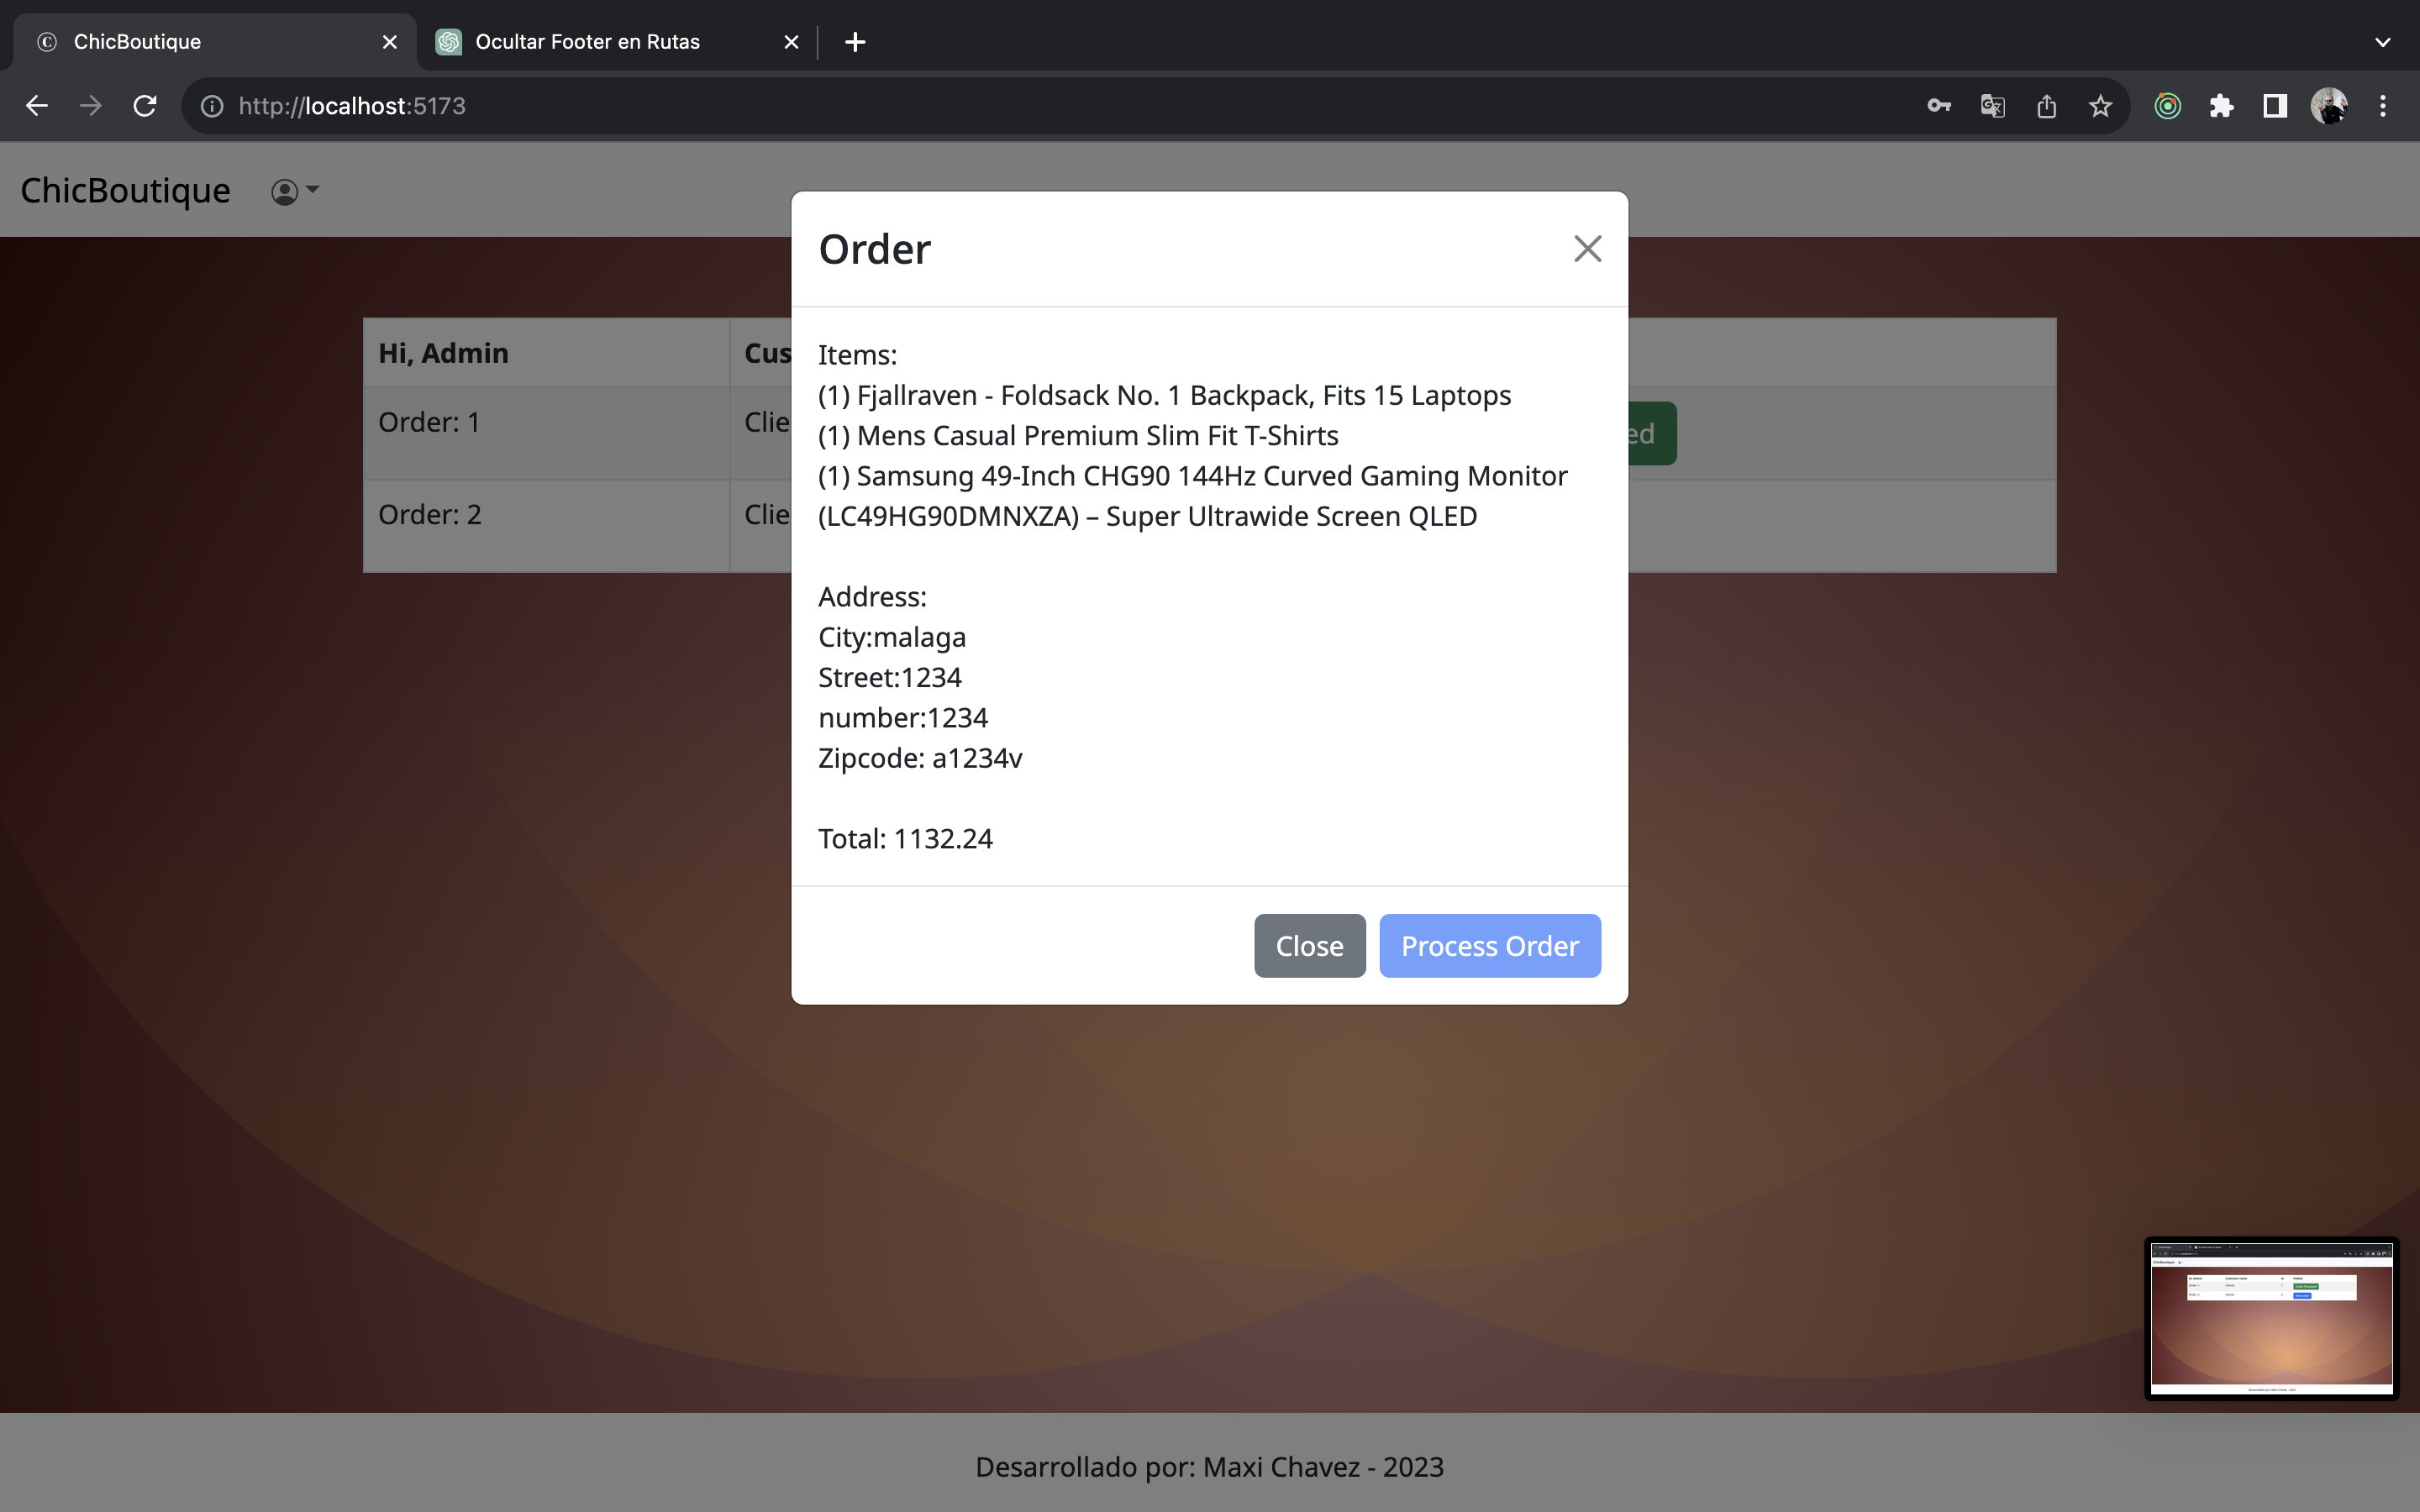 ChicBoutique
Ocultar Footer en Rutas
http://localhost:5173
ChicBoutique
Order
Hi, Admin
Cus
Items:
(1) Fjallraven - Foldsack No. 1 Backpack, Fits 15 Laptops
Order: 1
Clie
ed
(1) Mens Casual Premium Slim Fit T-Shirts
(1) Samsung 49-Inch CHG90 144Hz Curved Gaming Monitor
(LC49HG90DMNXZA) – Super Ultrawide Screen QLED
Order: 2
Clie
Address:
City:malaga
Street:1234
number:1234
Zipcode: a1234v
Total: 1132.24
Close
Process Order
Desarrollado por: Maxi Chavez - 2023